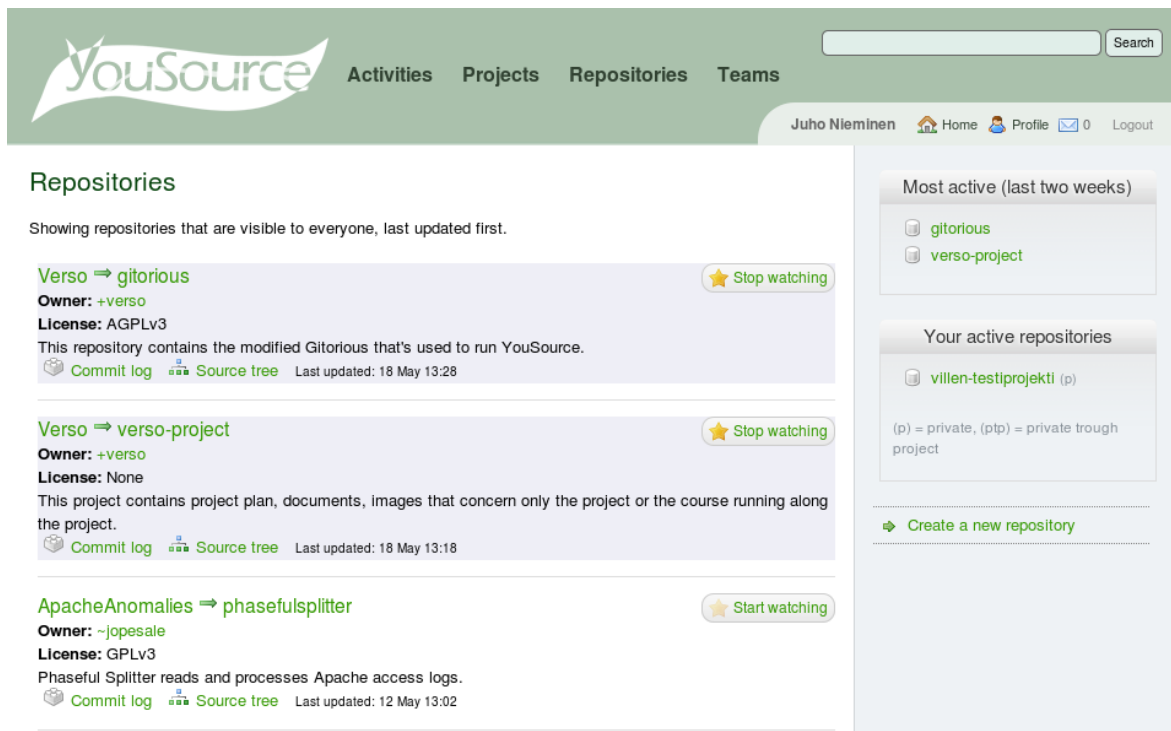 YouSource
Activities Projects Repositories Teams
Search
Juho Nieminen Home Profile 0 Logout
Repositories
Showing repositories that are visible to everyone, last updated first.
Verso ⇒ gitorious
Stop watching
Owner: +verso
License: AGPLv3
This repository contains the modified Gitorious that's used to run YouSource.
Commit log Source tree Last updated: 18 May 13:28
Verso ⇒ verso-project
Stop watching
Owner: +verso
License: None
This project contains project plan, documents, images that concern only the project or the course running along
the project.
Commit log Source tree Last updated: 18 May 13:18
ApacheAnomalies ⇒ phasefulsplitter
Start watching
Owner: ~jopesale
License: GPLv3
Phaseful Splitter reads and processes Apache access logs.
Commit log Source tree Last updated: 12 May 13:02
Most active (last two weeks)
gitorious
verso-project
Your active repositories
villen-testiprojekti (p)
(p) = private, (ptp) = private trough
project
Create a new repository